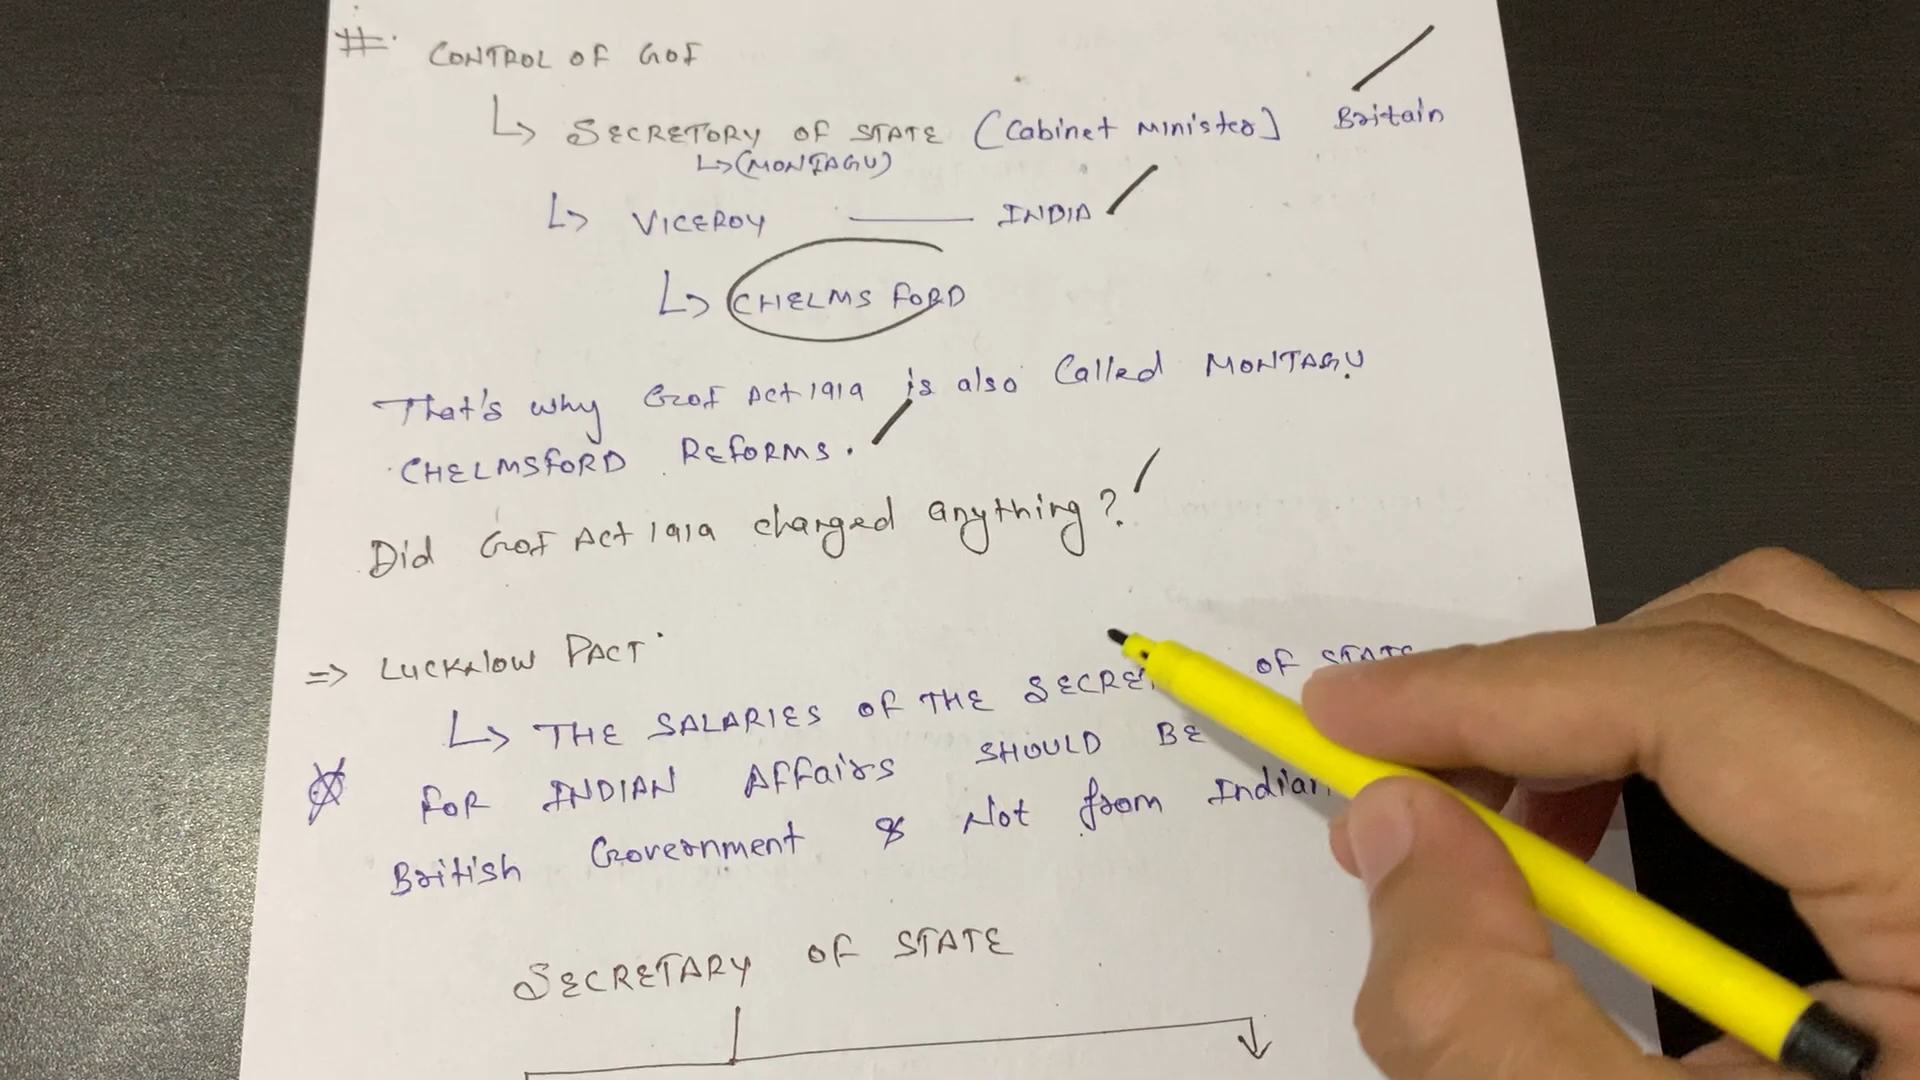 # CONTROL OF GOI
↳ SECRETORY OF STATE (Cabinet Minister) Britain
↳ (MONTAGU)
↳ VICEROY — INDIA
↳ CHELMSFORD
That's why GOI Act 1919 is also Called MONTAGU
CHELMSFORD REFORMS.
Did GOI Act 1919 changed anything?
⇒ LUCKNOW PACT
↳ THE SALARIES OF THE OF STATE
FOR INDIAN Affairs SHOULD BE
British Government & Not from
SECRETARY OF STATE